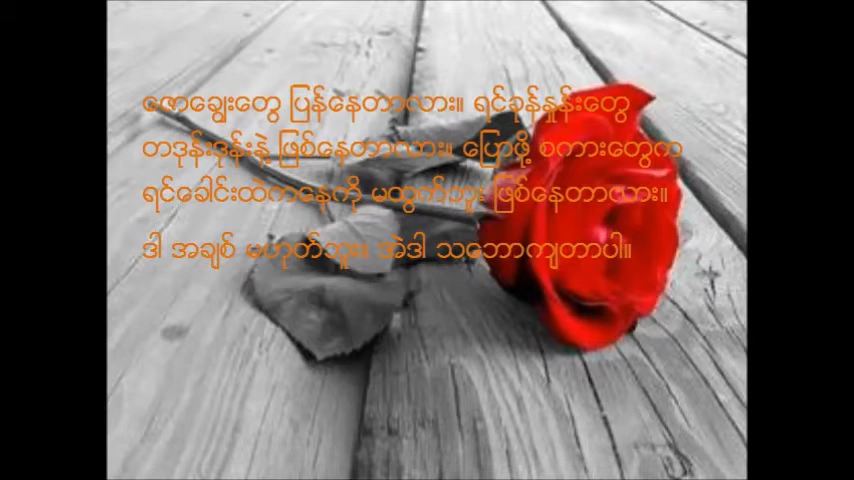 ဇောချွေးတွေ ပြန်နေတာလား။ ရင်ခုန်နှုန်းတွေ
တဒုန်းဒုန်းနဲ့ ဖြစ်နေတာလား။ ပြောဖို့ စကားတွေက
ရင်ခေါင်းထဲကနေကို မထွက်ဘူး ဖြစ်နေတာလား။
ဒါ အချစ် မဟုတ်ဘူး၊ အဲဒါ သဘောကျတာပါ။